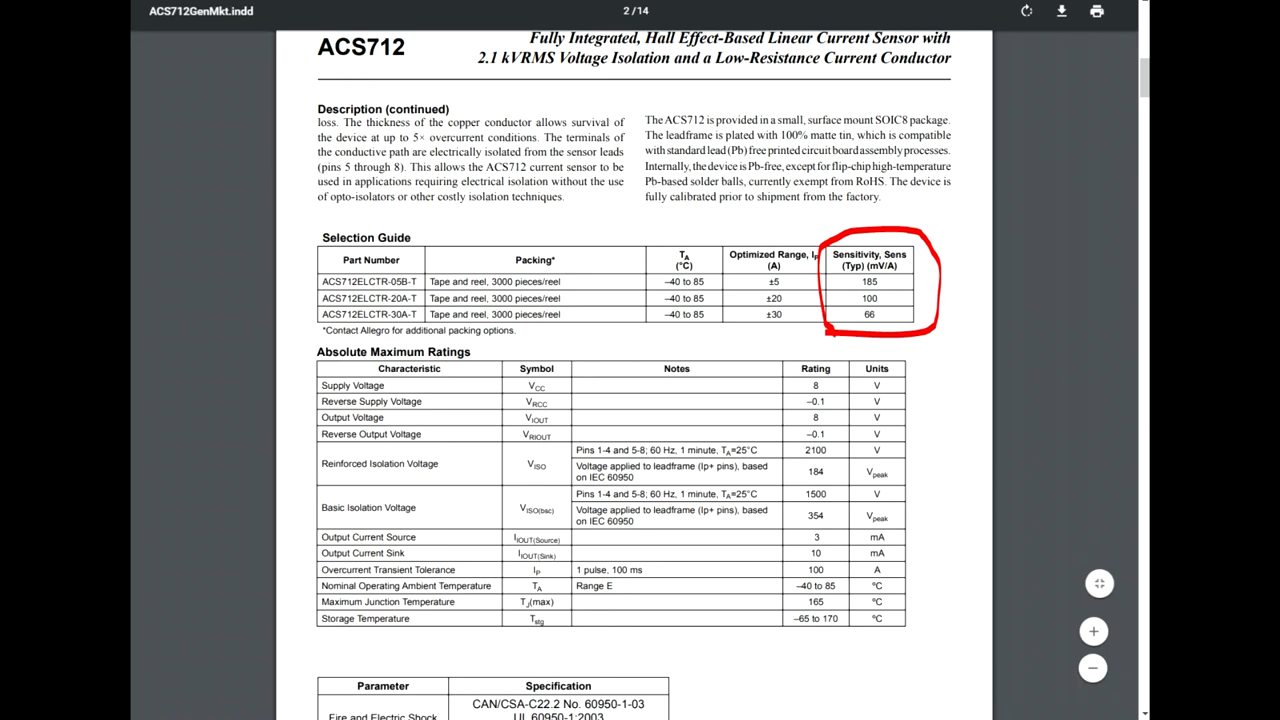 ACS712GenMkt.indd
2 / 14
ACS712
Fully Integrated, Hall Effect-Based Linear Current Sensor with
2.1 kVRMS Voltage Isolation and a Low-Resistance Current Conductor
Description (continued)
loss. The thickness of the copper conductor allows survival of
the device at up to 5× overcurrent conditions. The terminals of
the conductive path are electrically isolated from the sensor leads
(pins 5 through 8). This allows the ACS712 current sensor to be
used in applications requiring electrical isolation without the use
of opto-isolators or other costly isolation techniques.
The ACS712 is provided in a small, surface mount SOIC8 package.
The leadframe is plated with 100% matte tin, which is compatible
with standard lead (Pb) free printed circuit board assembly processes.
Internally, the device is Pb-free, except for flip-chip high-temperature
Pb-based solder balls, currently exempt from RoHS. The device is
fully calibrated prior to shipment from the factory.
Selection Guide
Part Number Packing* TA (°C) Optimized Range, IP (A) Sensitivity, Sens (Typ) (mV/A)
ACS712ELCTR-05B-T Tape and reel, 3000 pieces/reel –40 to 85 ±5 185
ACS712ELCTR-20A-T Tape and reel, 3000 pieces/reel –40 to 85 ±20 100
ACS712ELCTR-30A-T Tape and reel, 3000 pieces/reel –40 to 85 ±30 66
*Contact Allegro for additional packing options.
Absolute Maximum Ratings
Characteristic Symbol Notes Rating Units
Supply Voltage VCC 8 V
Reverse Supply Voltage VRCC –0.1 V
Output Voltage VIOUT 8 V
Reverse Output Voltage VRIOUT –0.1 V
Reinforced Isolation Voltage VISO Pins 1-4 and 5-8; 60 Hz, 1 minute, TA=25°C 2100 V
Voltage applied to leadframe (Ip+ pins), based
on IEC 60950 184 Vpeak
Basic Isolation Voltage VISO(bsc) Pins 1-4 and 5-8; 60 Hz, 1 minute, TA=25°C 1500 V
Voltage applied to leadframe (Ip+ pins), based
on IEC 60950 354 Vpeak
Output Current Source IIOUT(Source) 3 mA
Output Current Sink IIOUT(Sink) 10 mA
Overcurrent Transient Tolerance IP 1 pulse, 100 ms 100 A
Nominal Operating Ambient Temperature TA Range E –40 to 85 °C
Maximum Junction Temperature TJ(max) 165 °C
Storage Temperature Tstg –65 to 170 °C
Parameter Specification
CAN/CSA-C22.2 No. 60950-1-03
Fire and Electric Shock UL 60950-1:2003